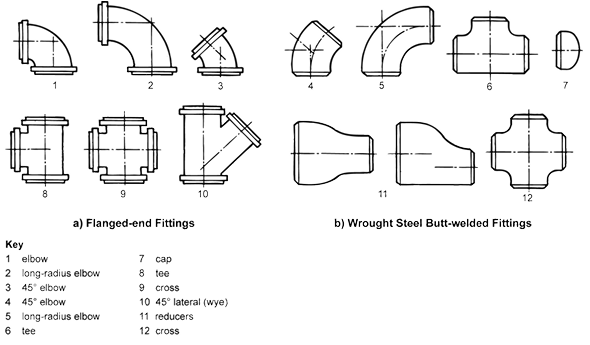 1 2 3 4 5 6 7
8 9 10 11 12
a) Flanged-end Fittings
b) Wrought Steel Butt-welded Fittings
Key
1 elbow
2 long-radius elbow
3 45° elbow
4 45° elbow
5 long-radius elbow
6 tee
7 cap
8 tee
9 cross
10 45° lateral (wye)
11 reducers
12 cross